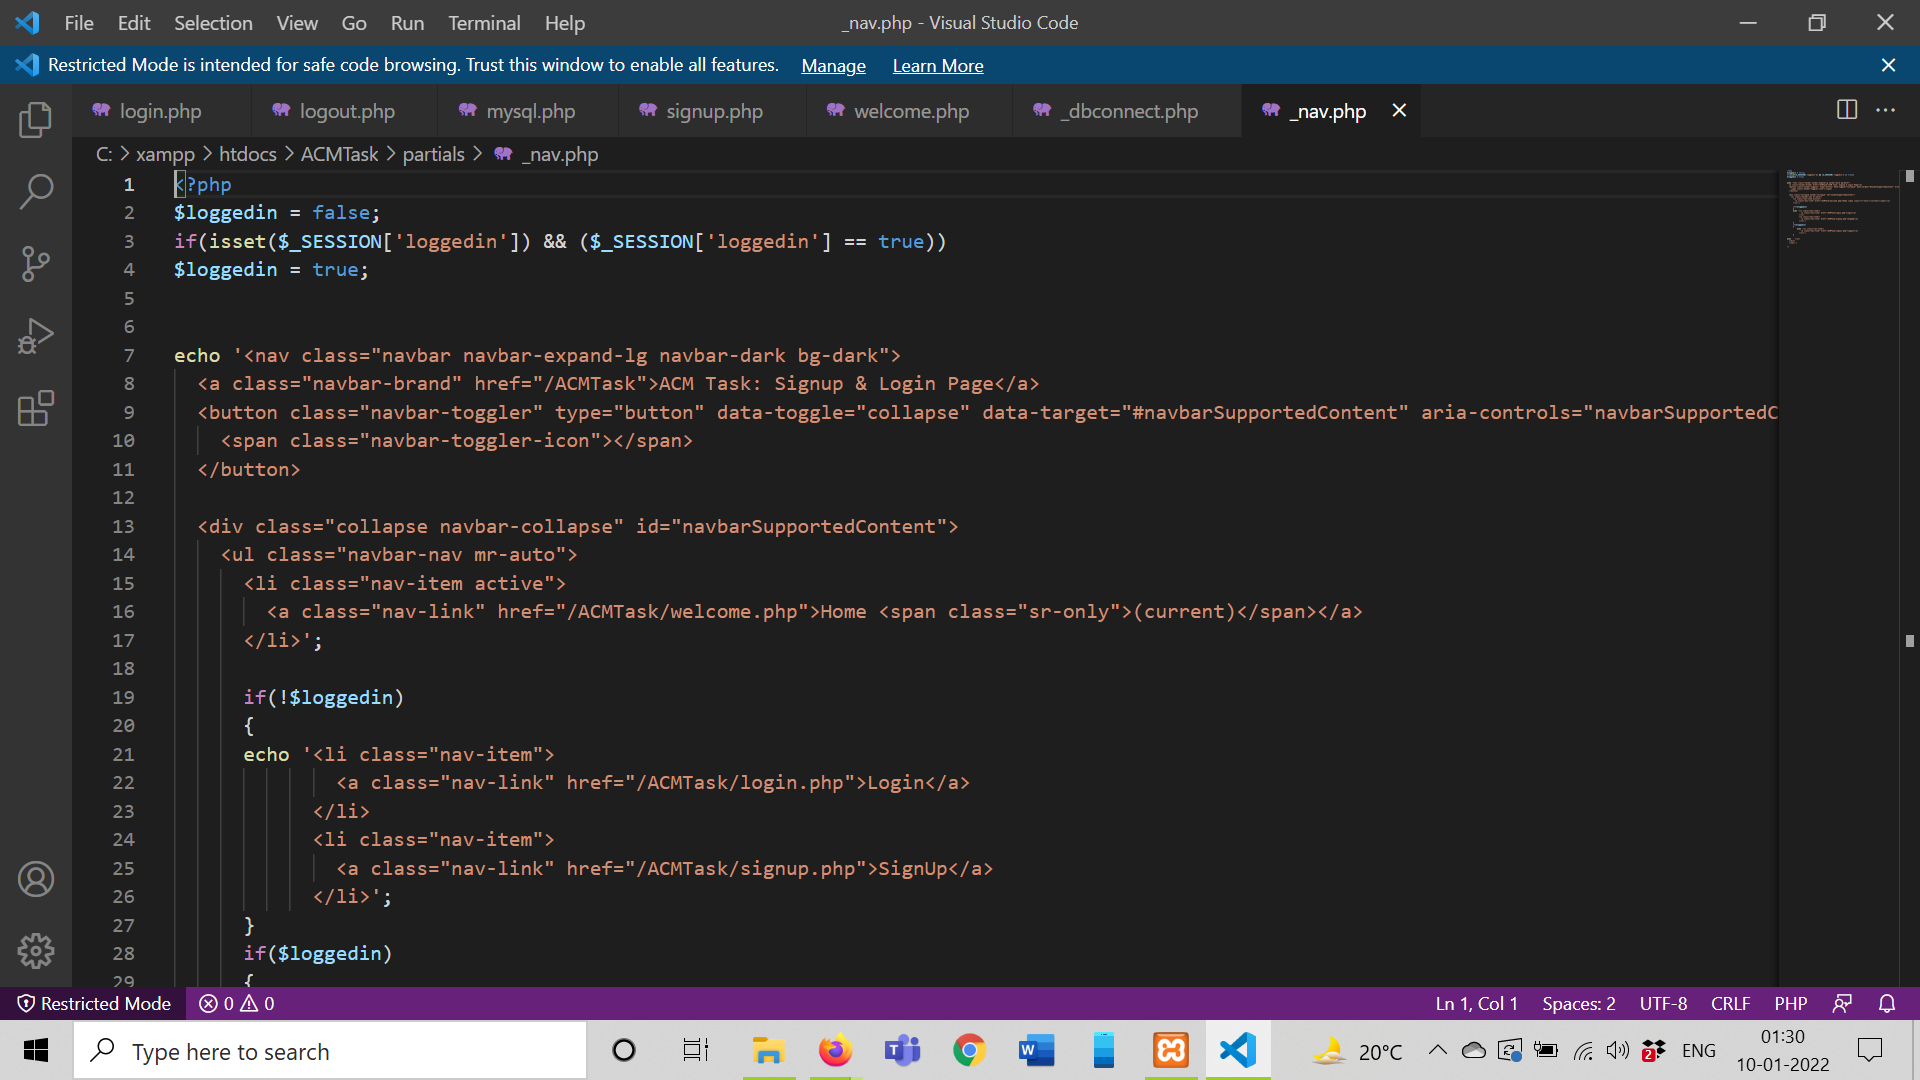 File Edit Selection View Go Run Terminal Help _nav.php - Visual Studio Code
Restricted Mode is intended for safe code browsing. Trust this window to enable all features. Manage Learn More
login.php logout.php mysql.php signup.php welcome.php _dbconnect.php _nav.php
C: > xampp > htdocs > ACMTask > partials > _nav.php
1 <?php
2 $loggedin = false;
3 if(isset($_SESSION['loggedin']) && ($_SESSION['loggedin'] == true))
4 $loggedin = true;
5
6
7 echo '<nav class="navbar navbar-expand-lg navbar-dark bg-dark">
8 <a class="navbar-brand" href="/ACMTask">ACM Task: Signup & Login Page</a>
9 <button class="navbar-toggler" type="button" data-toggle="collapse" data-target="#navbarSupportedContent" aria-controls="navbarSupportedC
10 <span class="navbar-toggler-icon"></span>
11 </button>
12
13 <div class="collapse navbar-collapse" id="navbarSupportedContent">
14 <ul class="navbar-nav mr-auto">
15 <li class="nav-item active">
16 <a class="nav-link" href="/ACMTask/welcome.php">Home <span class="sr-only">(current)</span></a>
17 </li>';
18
19 if(!$loggedin)
20 {
21 echo '<li class="nav-item">
22 <a class="nav-link" href="/ACMTask/login.php">Login</a>
23 </li>
24 <li class="nav-item">
25 <a class="nav-link" href="/ACMTask/signup.php">SignUp</a>
26 </li>';
27 }
28 if($loggedin)
29 {
Restricted Mode 0 0 Ln 1, Col 1 Spaces: 2 UTF-8 CRLF PHP
Type here to search 20°C 2 ENG 01:30
10-01-2022